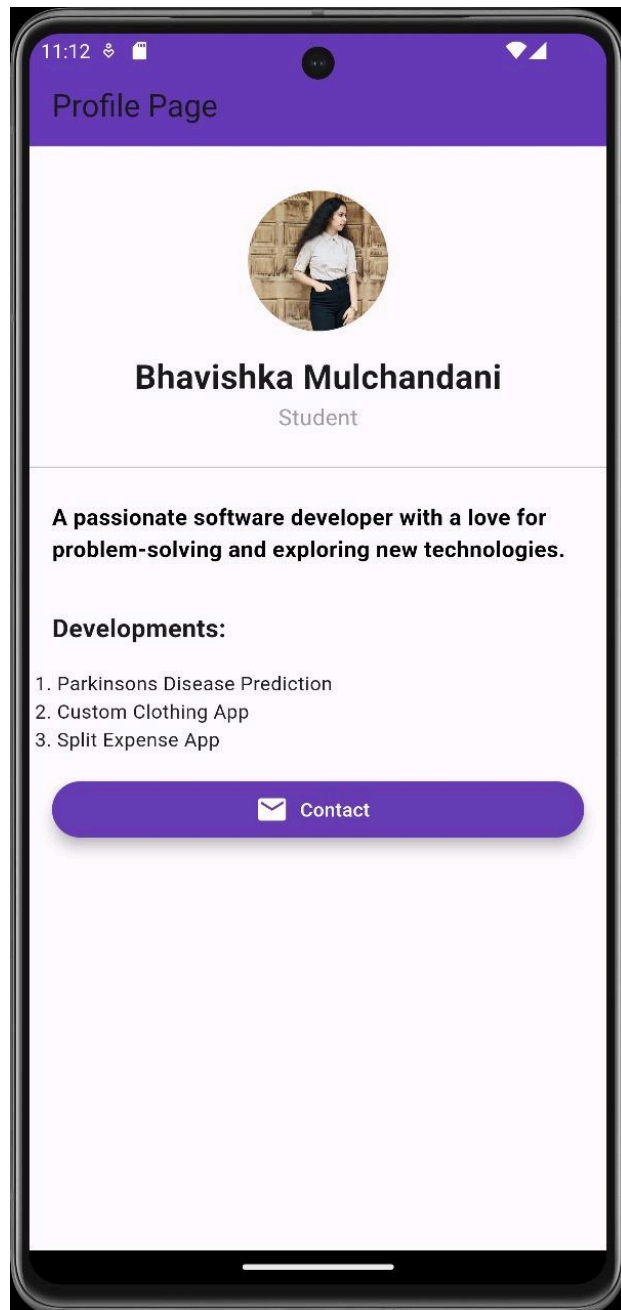 11:12
Profile Page
Bhavishka Mulchandani
Student
A passionate software developer with a love for
problem-solving and exploring new technologies.
Developments:
1. Parkinsons Disease Prediction
2. Custom Clothing App
3. Split Expense App
Contact